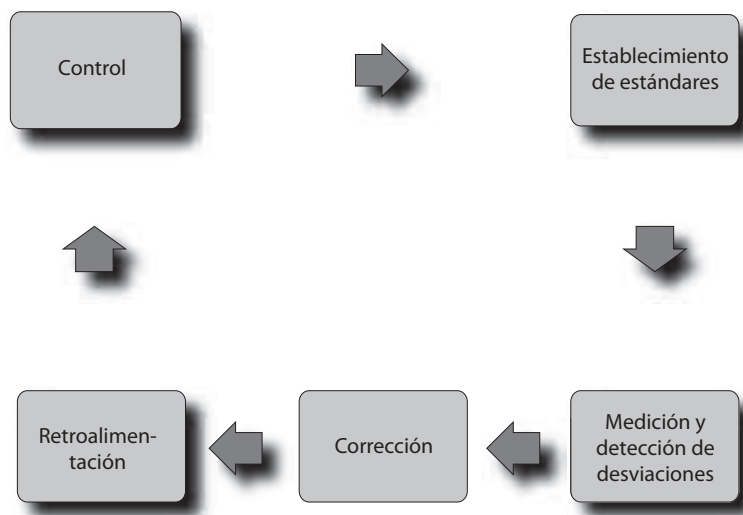 Control
Establecimiento
de estándares
Medición y
detección de
desviaciones
Corrección
Retroalimen-
tación